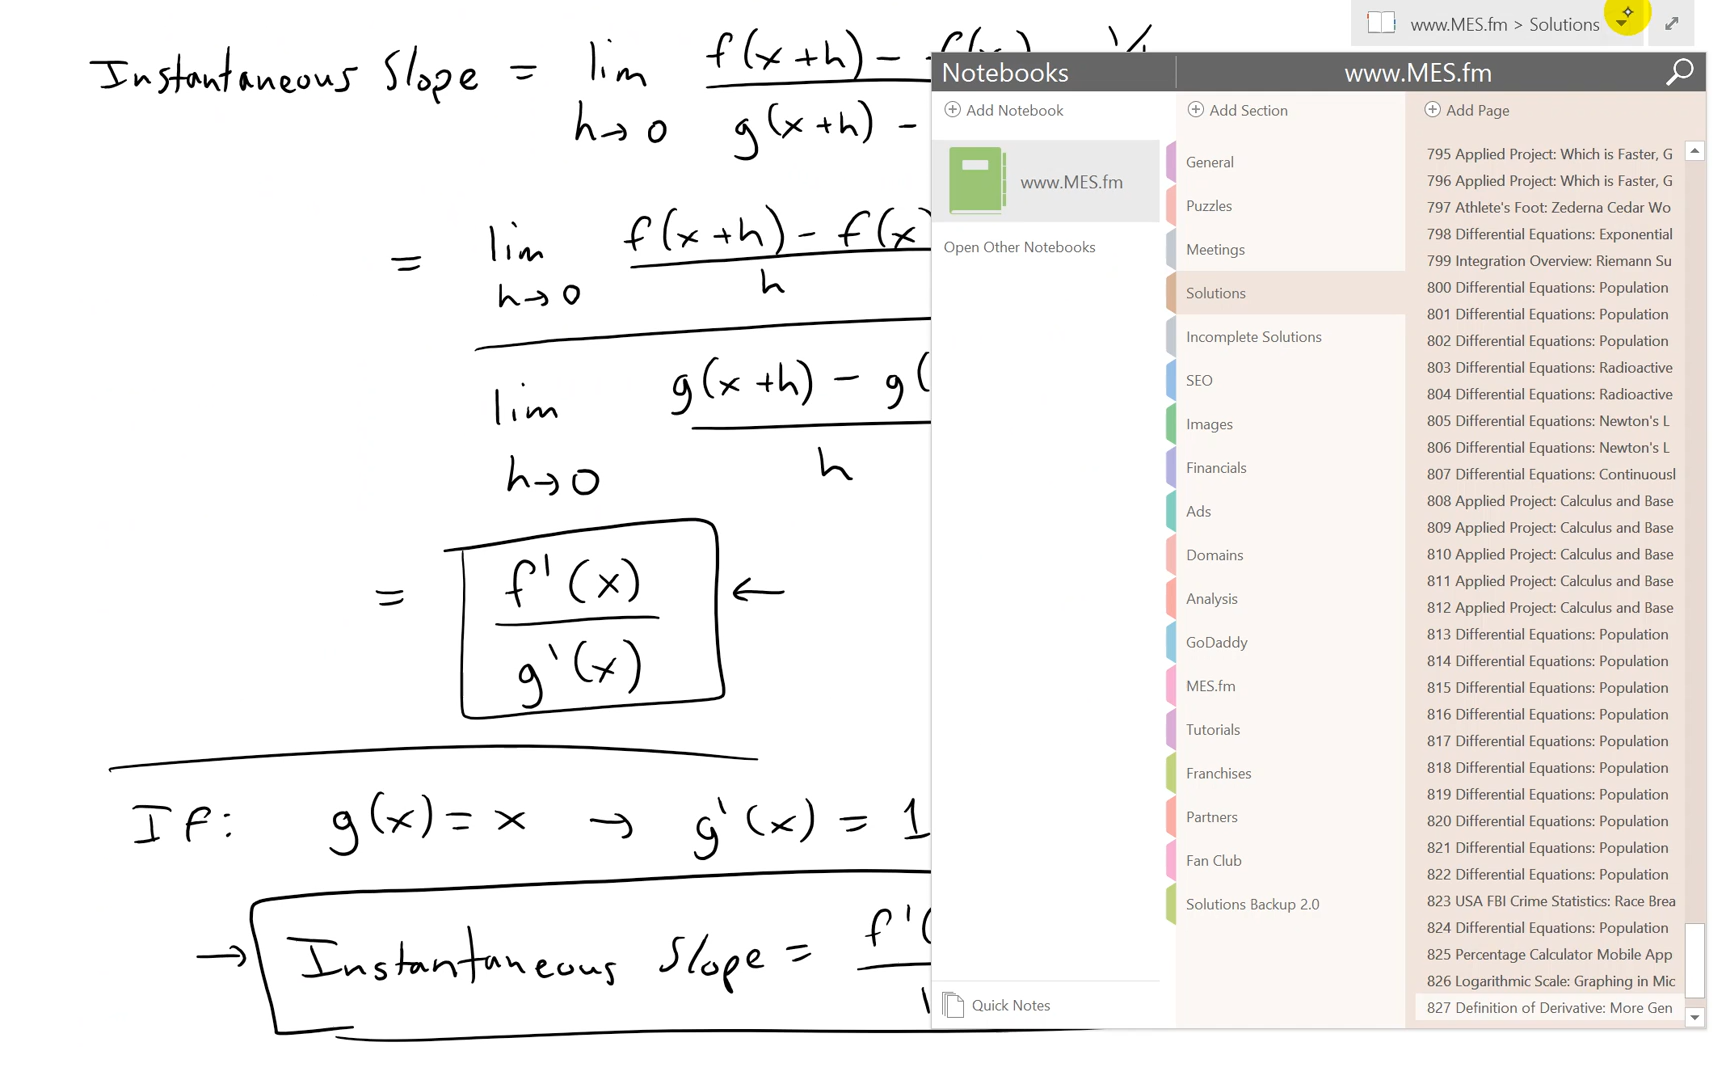 www.MES.fm > Solutions
Instantaneous Slope = lim h→0
f(x+h) -
g(x+h) -
= lim h→0
f(x+h) - f(x)
h
lim h→0
g(x+h) - g(
h
= f'(x) ←
g'(x)
If: g(x) = x → g'(x) = 1
→ Instantaneous Slope = f'(
Notebooks
www.MES.fm
Add Notebook
www.MES.fm
Open Other Notebooks
Quick Notes
Add Section
General
Puzzles
Meetings
Solutions
Incomplete Solutions
SEO
Images
Financials
Ads
Domains
Analysis
GoDaddy
MES.fm
Tutorials
Franchises
Partners
Fan Club
Solutions Backup 2.0
Add Page
795 Applied Project: Which is Faster, G
796 Applied Project: Which is Faster, G
797 Athlete's Foot: Zederna Cedar Wo
798 Differential Equations: Exponential
799 Integration Overview: Riemann Su
800 Differential Equations: Population
801 Differential Equations: Population
802 Differential Equations: Population
803 Differential Equations: Radioactive
804 Differential Equations: Radioactive
805 Differential Equations: Newton's L
806 Differential Equations: Newton's L
807 Differential Equations: Continuousl
808 Applied Project: Calculus and Base
809 Applied Project: Calculus and Base
810 Applied Project: Calculus and Base
811 Applied Project: Calculus and Base
812 Applied Project: Calculus and Base
813 Differential Equations: Population
814 Differential Equations: Population
815 Differential Equations: Population
816 Differential Equations: Population
817 Differential Equations: Population
818 Differential Equations: Population
819 Differential Equations: Population
820 Differential Equations: Population
821 Differential Equations: Population
822 Differential Equations: Population
823 USA FBI Crime Statistics: Race Brea
824 Differential Equations: Population
825 Percentage Calculator Mobile App
826 Logarithmic Scale: Graphing in Mic
827 Definition of Derivative: More Gen